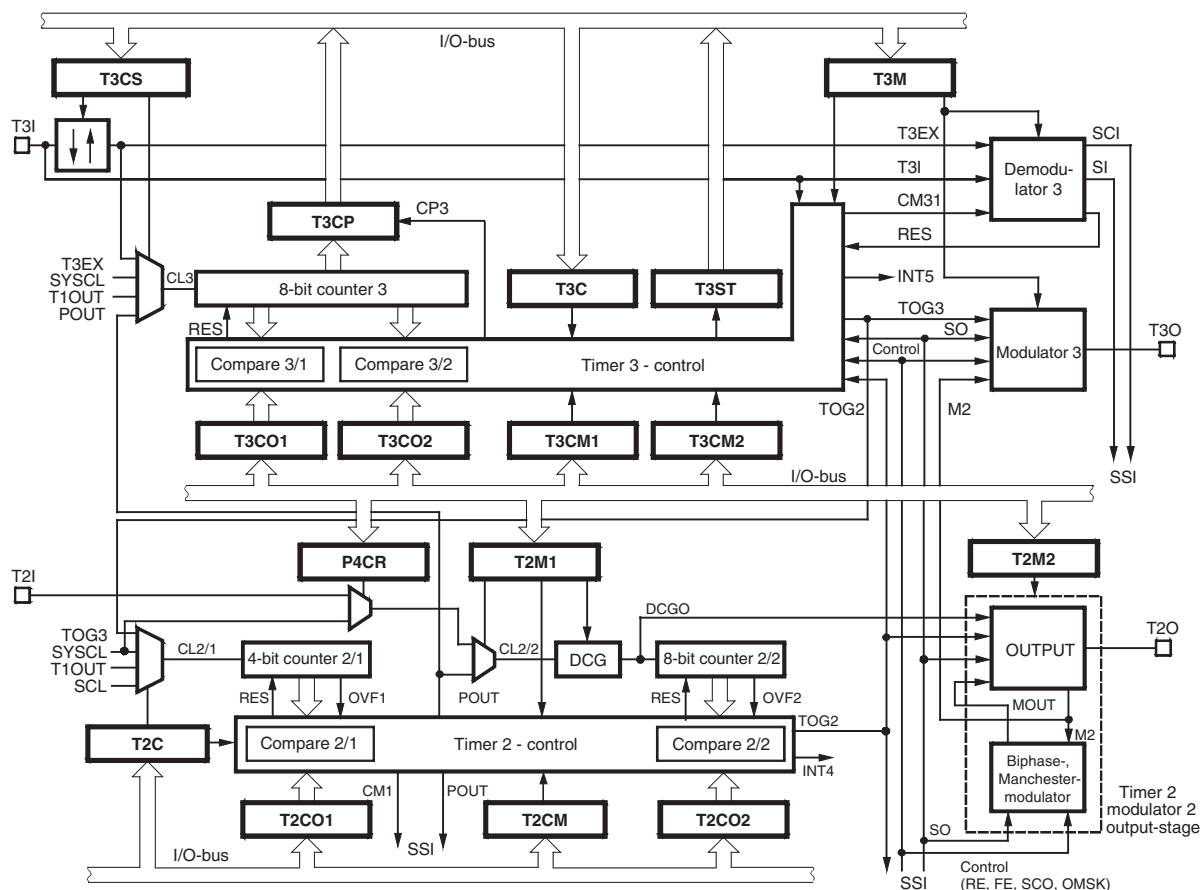 I/O-bus
T3CS
T3M
T3I
T3EX
SCI
Demodu-
lator 3
T3I
SI
T3CP
CP3
CM31
RES
T3EX
SYSCL
T1OUT
POUT
CL3
8-bit counter 3
T3C
T3ST
INT5
RES
TOG3
SO
T3O
Compare 3/1
Compare 3/2
Timer 3 - control
Control
Modulator 3
TOG2
M2
T3CO1
T3CO2
T3CM1
T3CM2
I/O-bus
SSI
P4CR
T2M1
T2M2
T2I
DCGO
TOG3
SYSCL
T1OUT
SCL
CL2/1
4-bit counter 2/1
CL2/2
DCG
8-bit counter 2/2
OUTPUT
T2O
RES
OVF1
POUT
RES
OVF2
MOUT
T2C
Compare 2/1
Timer 2 - control
Compare 2/2
TOG2
M2
INT4
Biphase-,
Manchester-
modulator
CM1
POUT
T2CO1
T2CM
T2CO2
Timer 2
modulator 2
output-stage
SO
I/O-bus
SSI
SSI
Control
(RE, FE, SCO, OMSK)